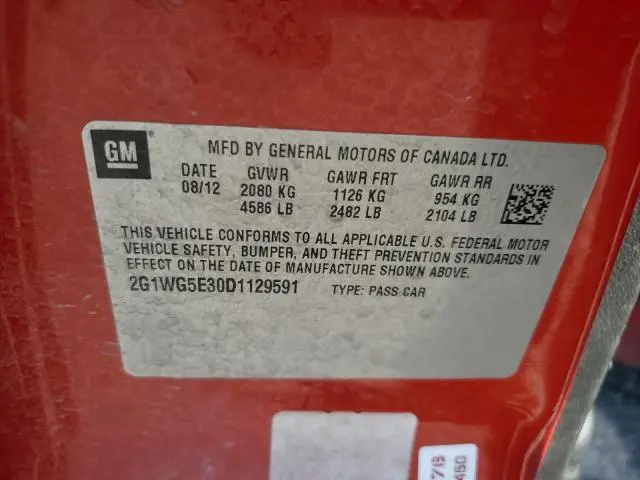 GM
MFD BY GENERAL MOTORS OF CANADA LTD.
DATE GVWR GAWR FRT GAWR RR
08/12 2080 KG 1126 KG 954 KG
4586 LB 2482 LB 2104 LB
THIS VEHICLE CONFORMS TO ALL APPLICABLE U.S. FEDERAL MOTOR
VEHICLE SAFETY, BUMPER, AND THEFT PREVENTION STANDARDS IN
EFFECT ON THE DATE OF MANUFACTURE SHOWN ABOVE.
2G1WG5E30D1129591 TYPE: PASS CAR